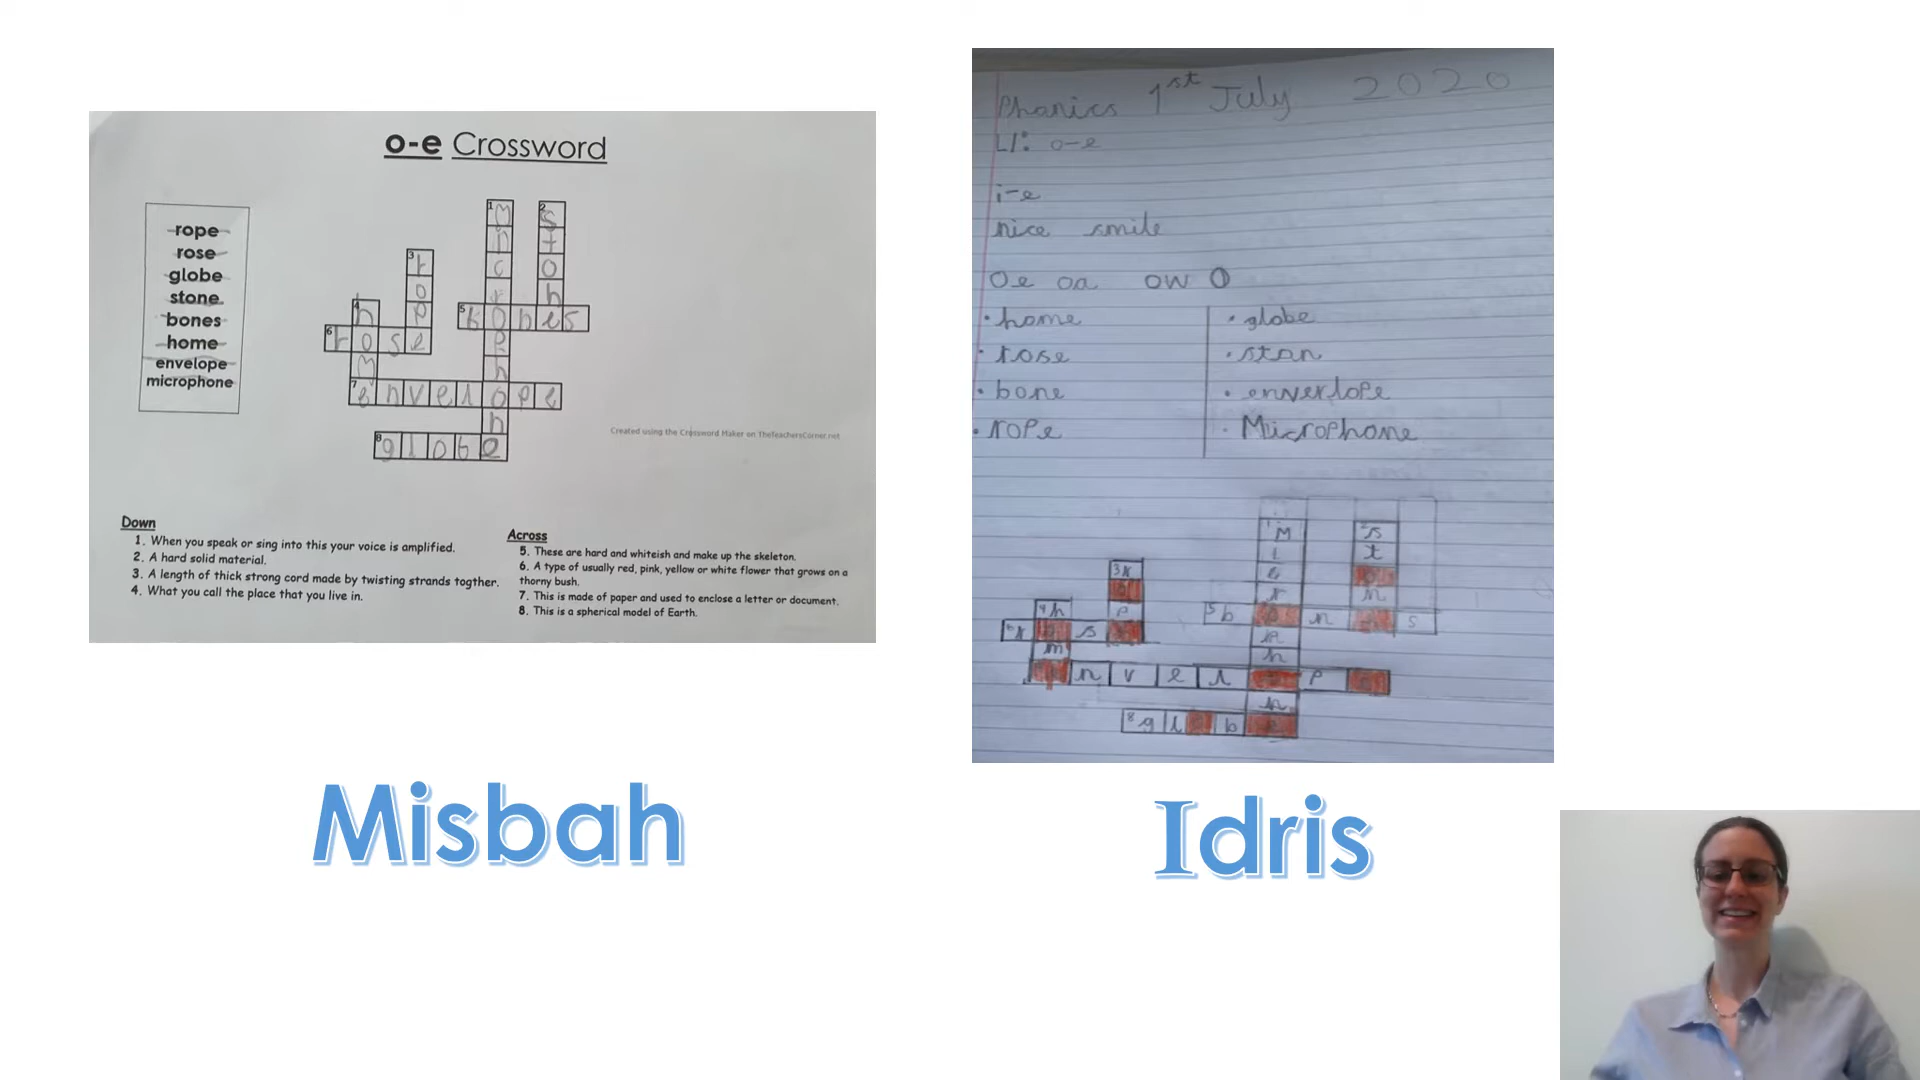 o-e Crossword
rope
rose
globe
stone
bones
home
envelope
microphone
Created using the Crossword Maker on TheTeachersCorner.net
Down
1. When you speak or sing into this your voice is amplified.
2. A hard solid material.
3. A length of thick strong cord made by twisting strands togther.
4. What you call the place that you live in.
Across
5. These are hard and whiteish and make up the skeleton.
6. A type of usually red, pink, yellow or white flower that grows on a
thorny bush.
7. This is made of paper and used to enclose a letter or document.
8. This is a spherical model of Earth.
Misbah
Phonics 1st July 2020
LI: o-e
i-e
nice smile
oe oa ow O
• home
• rose
• bone
• rope
• globe
• ston
• enverlope
• Microphone
Idris